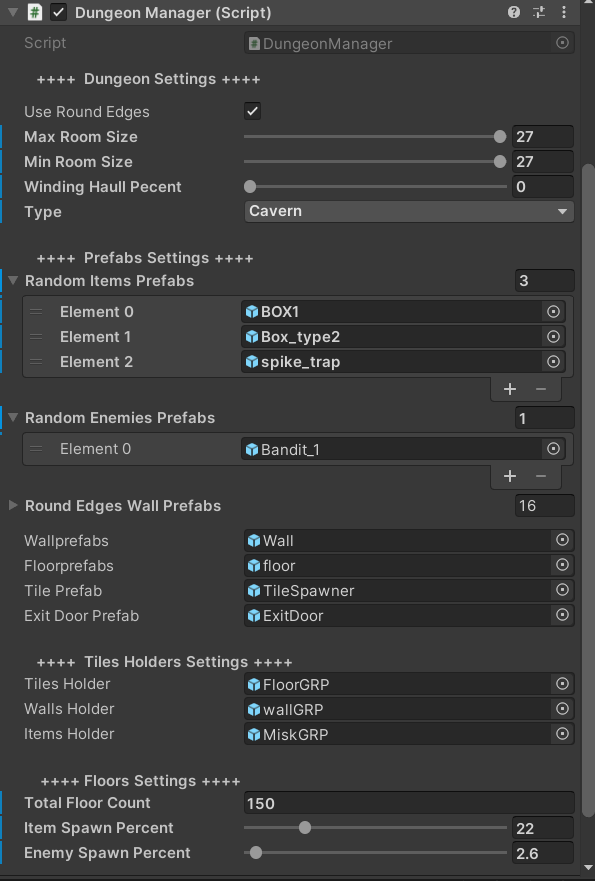 Dungeon Manager (Script)
Script DungeonManager
++++ Dungeon Settings ++++
Use Round Edges
Max Room Size 27
Min Room Size 27
Winding Haull Pecent 0
Type Cavern
++++ Prefabs Settings ++++
Random Items Prefabs 3
Element 0 BOX1
Element 1 Box_type2
Element 2 spike_trap
Random Enemies Prefabs 1
Element 0 Bandit_1
Round Edges Wall Prefabs 16
Wallprefabs Wall
Floorprefabs floor
Tile Prefab TileSpawner
Exit Door Prefab ExitDoor
++++ Tiles Holders Settings ++++
Tiles Holder FloorGRP
Walls Holder wallGRP
Items Holder MiskGRP
++++ Floors Settings ++++
Total Floor Count 150
Item Spawn Percent 22
Enemy Spawn Percent 2.6